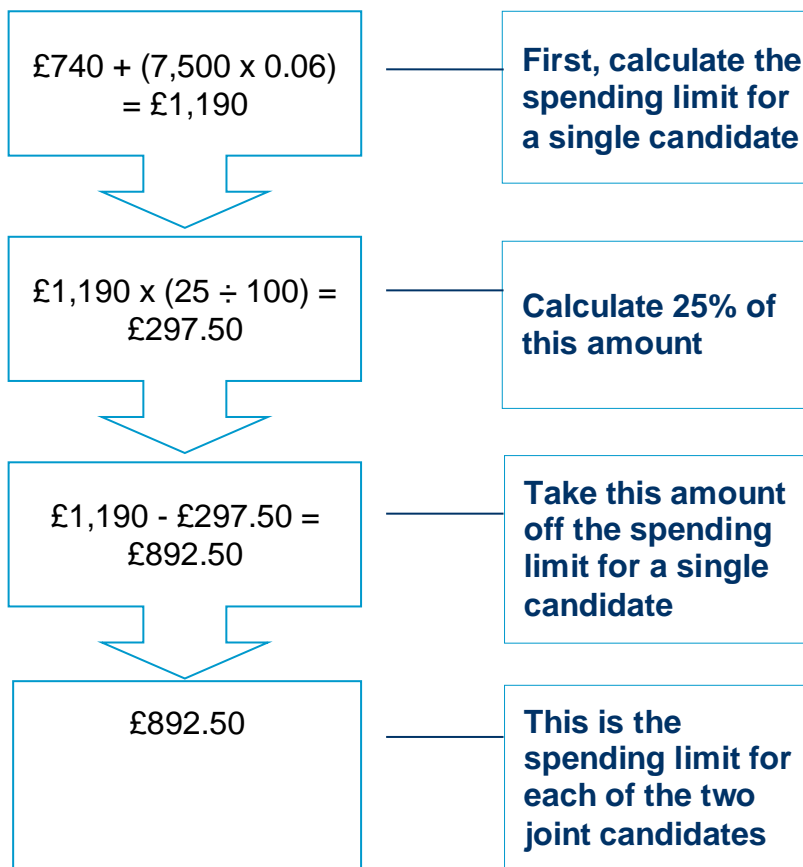 £740 + (7,500 x 0.06)
= £1,190
First, calculate the
spending limit for
a single candidate
£1,190 x (25 ÷ 100) =
£297.50
Calculate 25% of
this amount
£1,190 - £297.50 =
£892.50
Take this amount
off the spending
limit for a single
candidate
£892.50
This is the
spending limit for
each of the two
joint candidates